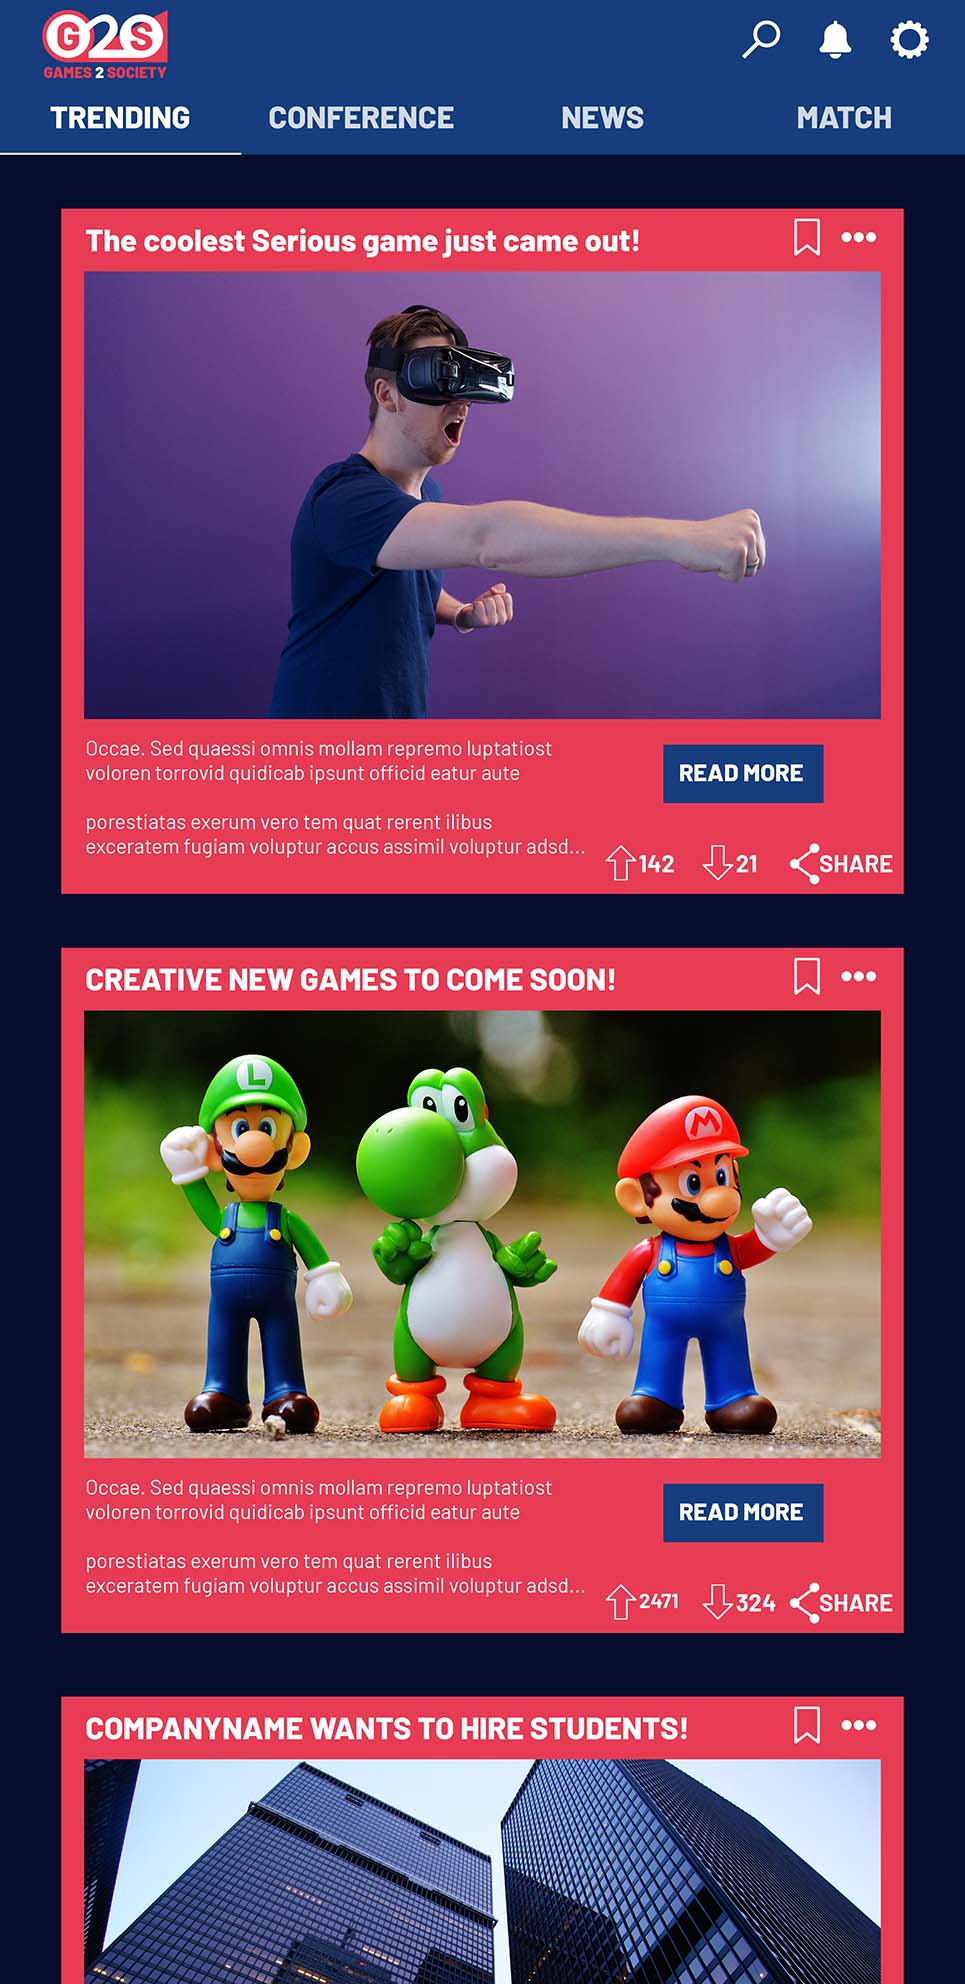 G2S
GAMES 2 SOCIETY
TRENDING CONFERENCE NEWS MATCH
The coolest Serious game just came out!
Occae. Sed quaessi omnis mollam repremo luptatiost
voloren torrovid quidicab ipsunt officid eatur aute
READ MORE
porestiatas exerum vero tem quat rerent ilibus
exceratem fugiam voluptur accus assimil voluptur adsd...
142 21 SHARE
CREATIVE NEW GAMES TO COME SOON!
L
M
Occae. Sed quaessi omnis mollam repremo luptatiost
voloren torrovid quidicab ipsunt officid eatur aute
READ MORE
porestiatas exerum vero tem quat rerent ilibus
exceratem fugiam voluptur accus assimil voluptur adsd...
2471 324 SHARE
COMPANYNAME WANTS TO HIRE STUDENTS!